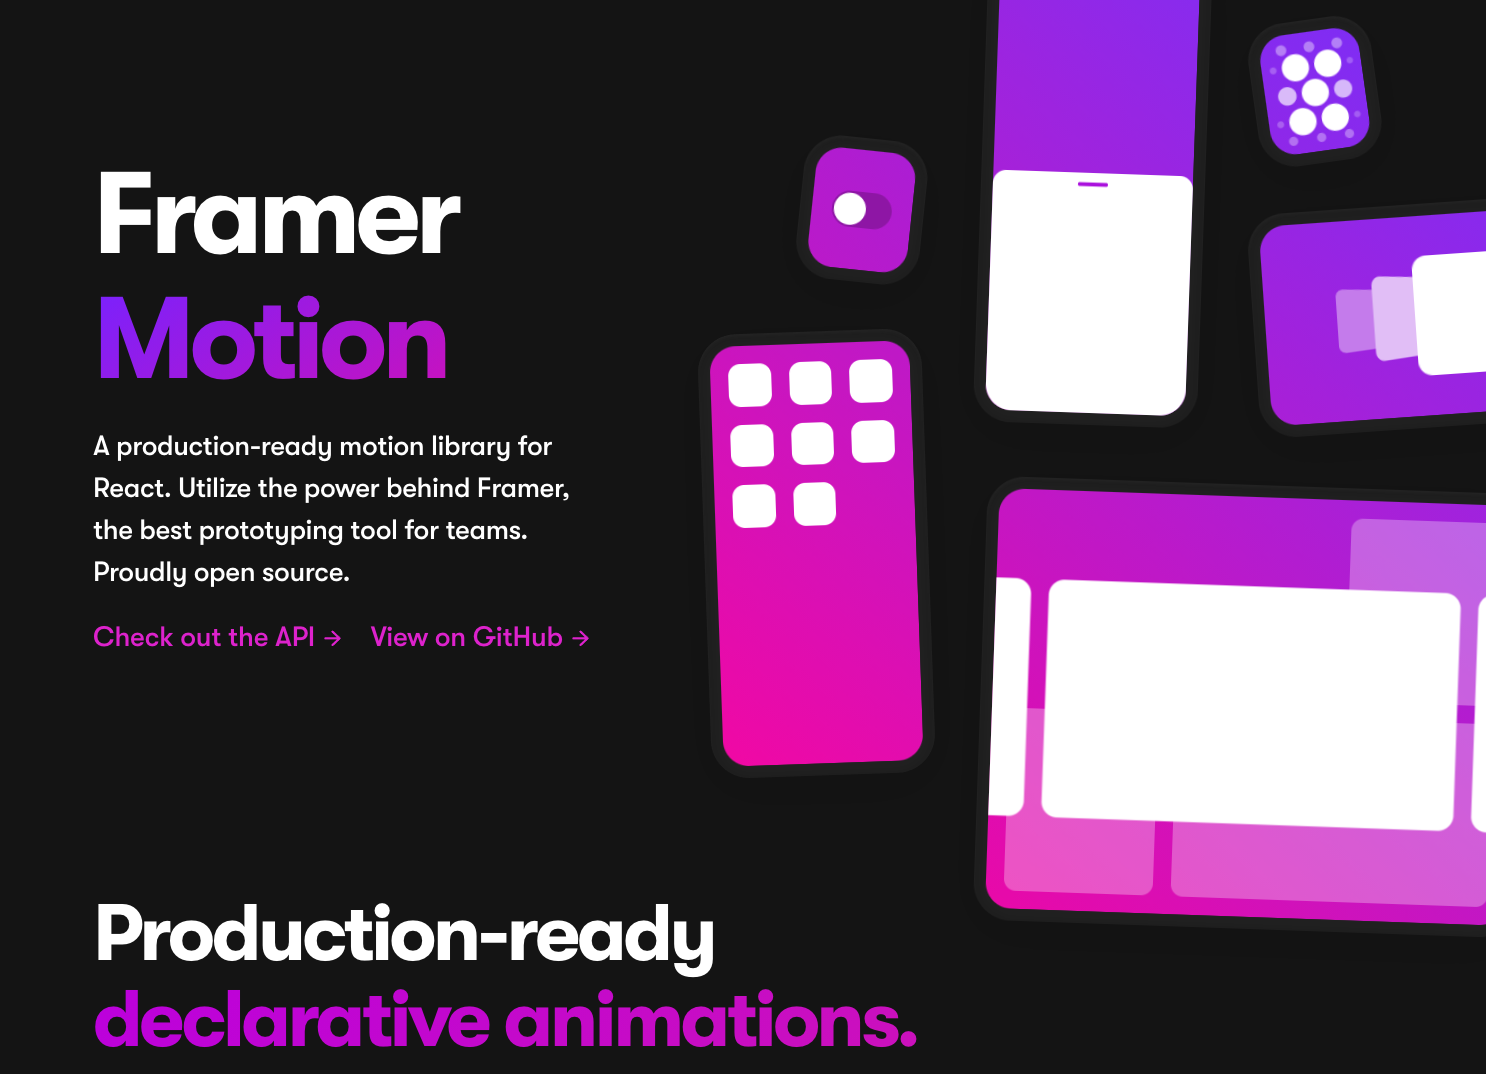 Framer
Motion
A production-ready motion library for
React. Utilize the power behind Framer,
the best prototyping tool for teams.
Proudly open source.
Check out the API → View on GitHub →
Production-ready
declarative animations.